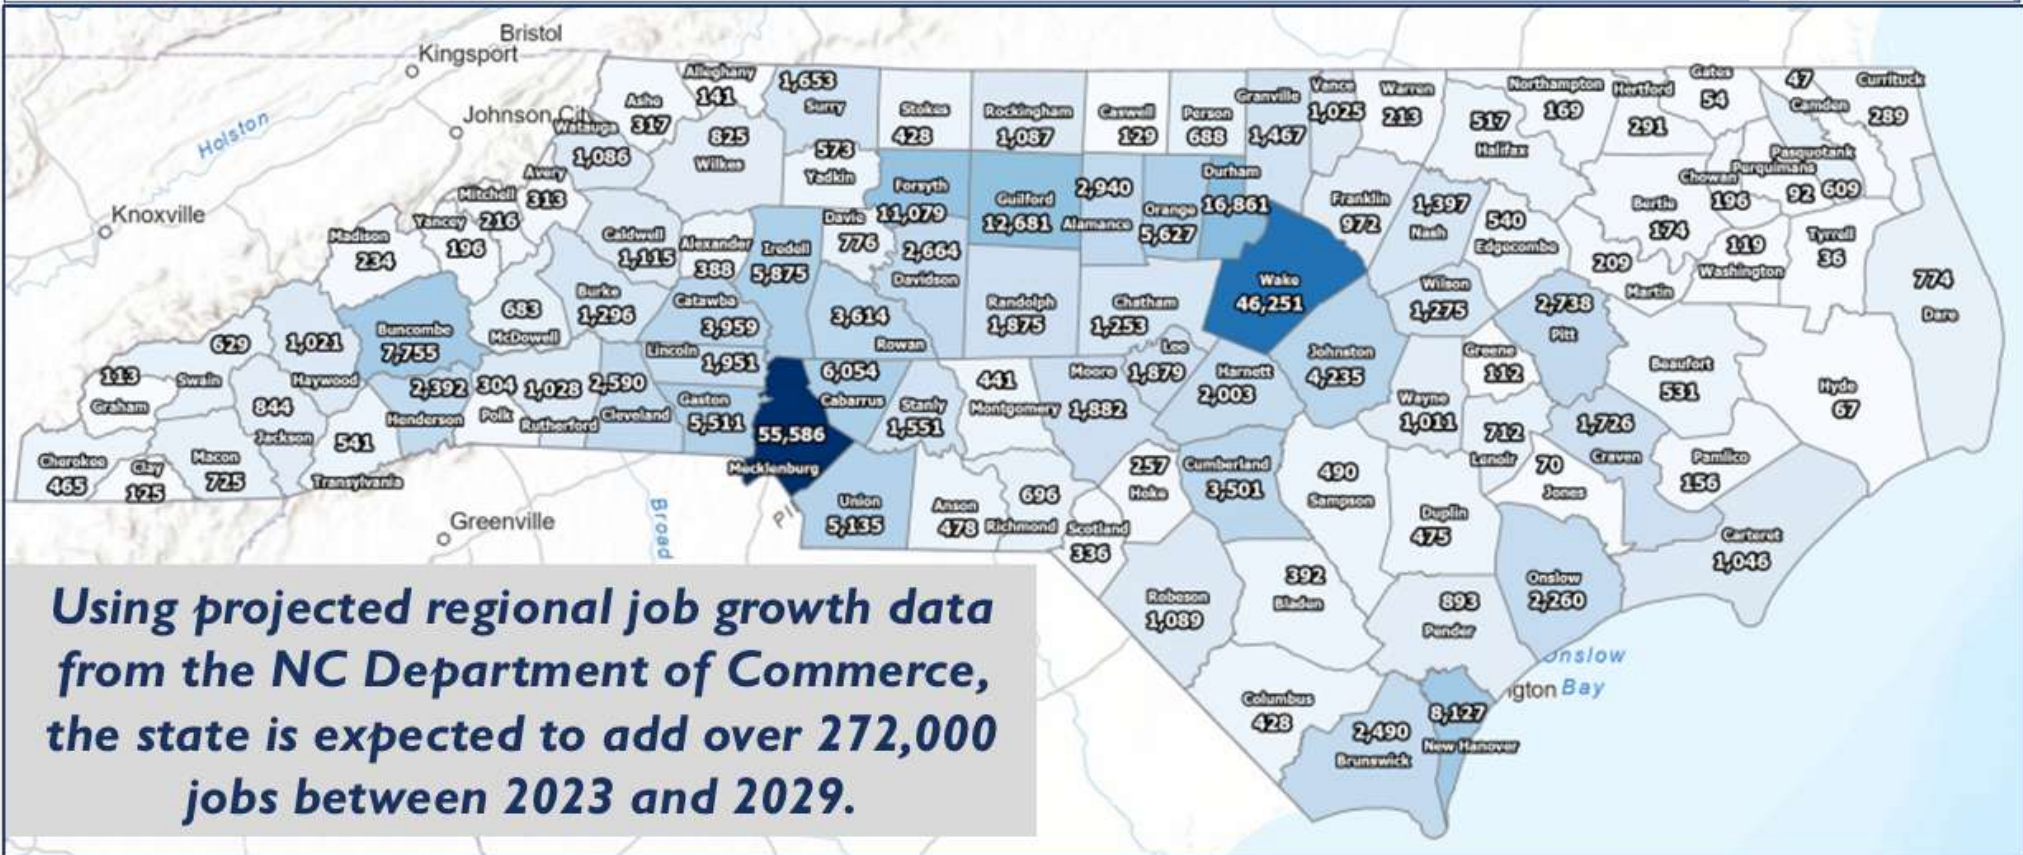 Bristol
Kingsport
Johnson City
Holston
Knoxville
Greenville
Broad
Onslow
Bay
Alleghany
141
Ashe
317
Watauga
1,086
1,653
Surry
825
Wilkes
Stokes
428
Rockingham
1,087
Caswell
129
Person
688
Granville
1,467
Vance
1,025
Warren
213
Northampton
169
517
Halifax
Hertford
291
Gates
54
47
Camden
Currituck
289
Pasquotank
609
Perquimans
92
Chowan
196
Avery
313
Mitchell
216
Yancey
196
Madison
234
573
Yadkin
Forsyth
11,079
Guilford
12,681
2,940
Alamance
Orange
5,627
Durham
16,861
Franklin
972
1,397
Nash
540
Edgecombe
Bertie
174
119
Washington
Tyrrell
36
774
Dare
209
Martin
Caldwell
1,115
Alexander
388
Iredell
5,875
Davie
776
2,664
Davidson
Randolph
1,875
Chatham
1,253
Wake
46,251
Wilson
1,275
2,738
Pitt
Buncombe
7,755
683
McDowell
Burke
1,296
Catawba
3,959
3,614
Rowan
Lincoln
1,951
629
Swain
1,021
Haywood
113
Graham
844
Jackson
541
Transylvania
2,392
Henderson
304
Polk
1,028
Rutherford
2,590
Cleveland
Gaston
5,511
55,586
Mecklenburg
6,054
Cabarrus
Stanly
1,551
441
Montgomery
Moore
1,882
Lee
1,879
Harnett
2,003
Johnston
4,235
Greene
112
Wayne
1,011
712
Lenoir
1,726
Craven
Beaufort
531
Hyde
67
Cherokee
465
Clay
125
Macon
725
Union
5,135
Anson
478
696
Richmond
Scotland
336
257
Hoke
Cumberland
3,501
490
Sampson
Duplin
475
70
Jones
Pamlico
156
Carteret
1,046
Robeson
1,089
392
Bladen
893
Pender
Onslow
2,260
Columbus
428
2,490
Brunswick
8,127
New Hanover
Using projected regional job growth data
from the NC Department of Commerce,
the state is expected to add over 272,000
jobs between 2023 and 2029.